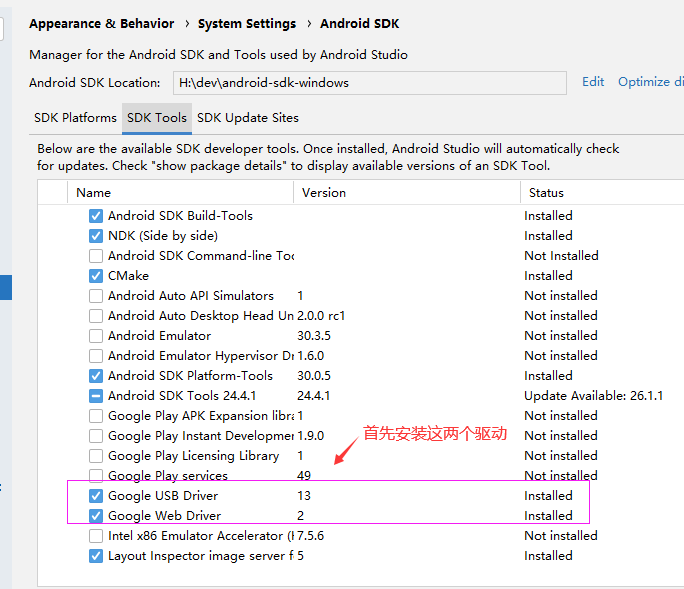 Appearance & Behavior › System Settings › Android SDK
Manager for the Android SDK and Tools used by Android Studio
Android SDK Location: H:\dev\android-sdk-windows Edit Optimize di
SDK Platforms SDK Tools SDK Update Sites
Below are the available SDK developer tools. Once installed, Android Studio will automatically check
for updates. Check "show package details" to display available versions of an SDK Tool.
Name Version Status
Android SDK Build-Tools Installed
NDK (Side by side) Installed
Android SDK Command-line Too Not Installed
CMake Installed
Android Auto API Simulators 1 Not installed
Android Auto Desktop Head Un 2.0.0 rc1 Not installed
Android Emulator 30.3.5 Not installed
Android Emulator Hypervisor Dr 1.6.0 Not installed
Android SDK Platform-Tools 30.0.5 Installed
Android SDK Tools 24.4.1 24.4.1 Update Available: 26.1.1
Google Play APK Expansion libra 1 Not installed
Google Play Instant Developmer 1.9.0 Not installed
首先安装这两个驱动
Google Play Licensing Library 1 Not installed
Google Play services 49 Not installed
Google USB Driver 13 Installed
Google Web Driver 2 Installed
Intel x86 Emulator Accelerator (H 7.5.6 Not installed
Layout Inspector image server f 5 Installed